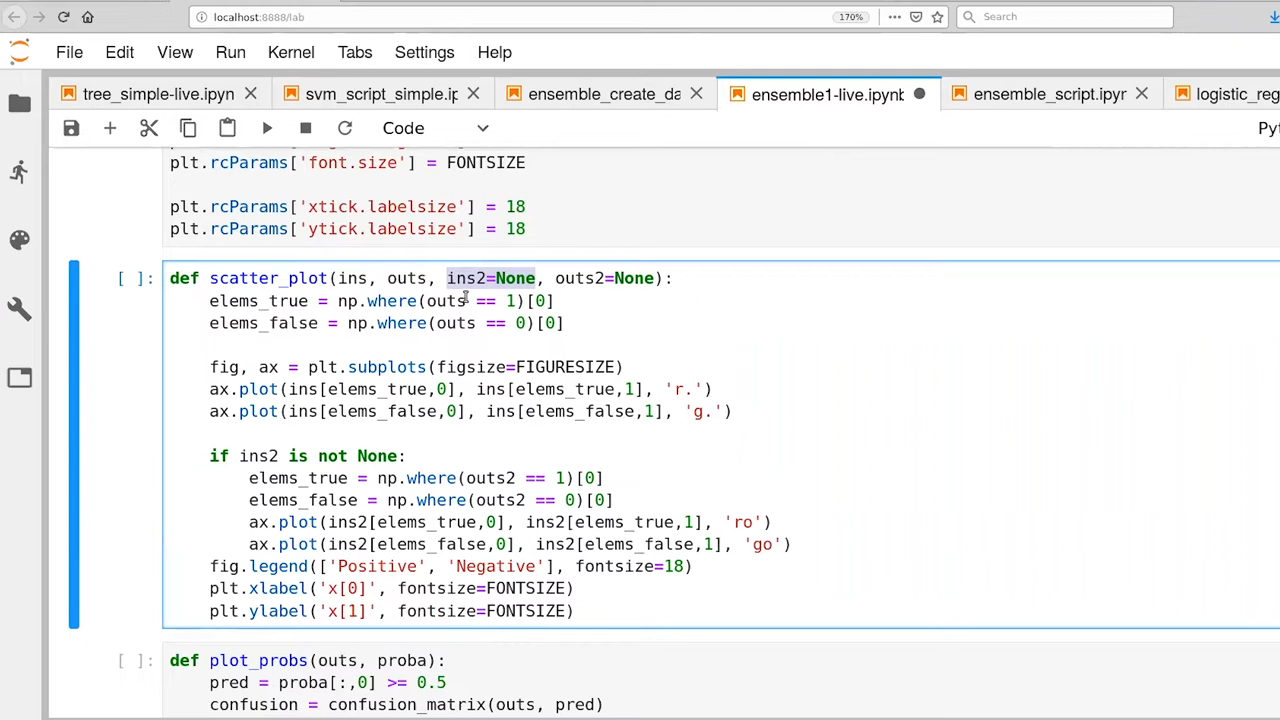 localhost:8888/lab
170%
Search
File Edit View Run Kernel Tabs Settings Help
tree_simple-live.ipyn
svm_script_simple.ip
ensemble_create_da
ensemble1-live.ipynb
ensemble_script.ipyr
logistic_reg
Code
Pyt
plt.rcParams['font.size'] = FONTSIZE
plt.rcParams['xtick.labelsize'] = 18
plt.rcParams['ytick.labelsize'] = 18
[ ]: def scatter_plot(ins, outs, ins2=None, outs2=None):
elems_true = np.where(outs == 1)[0]
elems_false = np.where(outs == 0)[0]
fig, ax = plt.subplots(figsize=FIGURESIZE)
ax.plot(ins[elems_true,0], ins[elems_true,1], 'r.')
ax.plot(ins[elems_false,0], ins[elems_false,1], 'g.')
if ins2 is not None:
elems_true = np.where(outs2 == 1)[0]
elems_false = np.where(outs2 == 0)[0]
ax.plot(ins2[elems_true,0], ins2[elems_true,1], 'ro')
ax.plot(ins2[elems_false,0], ins2[elems_false,1], 'go')
fig.legend(['Positive', 'Negative'], fontsize=18)
plt.xlabel('x[0]', fontsize=FONTSIZE)
plt.ylabel('x[1]', fontsize=FONTSIZE)
[ ]: def plot_probs(outs, proba):
pred = proba[:,0] >= 0.5
confusion = confusion_matrix(outs, pred)